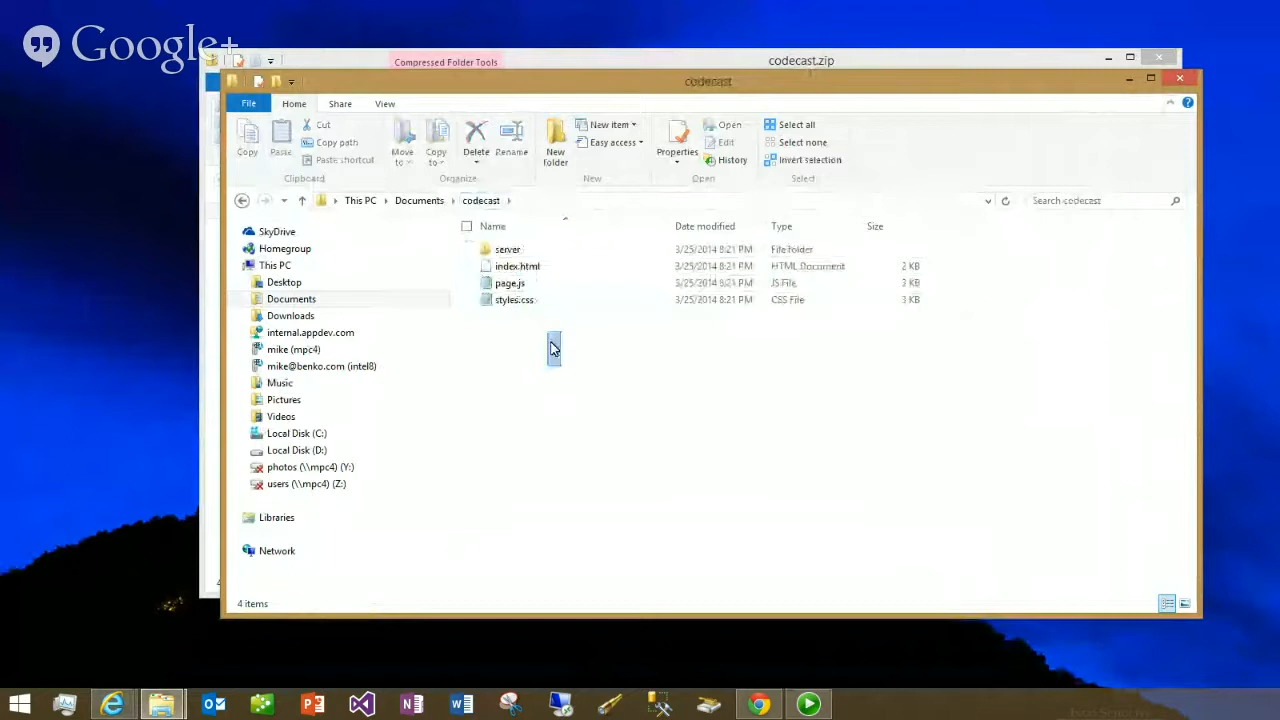 Google+
Compressed Folder Tools
codecast.zip
codecast
File
Home
Share
View
Copy
Paste
Cut
Copy path
Paste shortcut
Clipboard
Move to
Copy to
Delete
Rename
Organize
New folder
New item
Easy access
New
Properties
Open
Edit
History
Open
Select all
Select none
Invert selection
Select
This PC
Documents
codecast
Search codecast
Name
Date modified
Type
Size
server
3/25/2014 8:21 PM
File folder
index.html
3/25/2014 8:21 PM
HTML Document
2 KB
page.js
3/25/2014 8:21 PM
JS File
3 KB
styles.css
3/25/2014 8:21 PM
CSS File
3 KB
SkyDrive
Homegroup
This PC
Desktop
Documents
Downloads
internal.appdev.com
mike (mpc4)
mike@benko.com (intel8)
Music
Pictures
Videos
Local Disk (C:)
Local Disk (D:)
photos (\\mpc4) (Y:)
users (\\mpc4) (Z:)
Libraries
Network
4 items